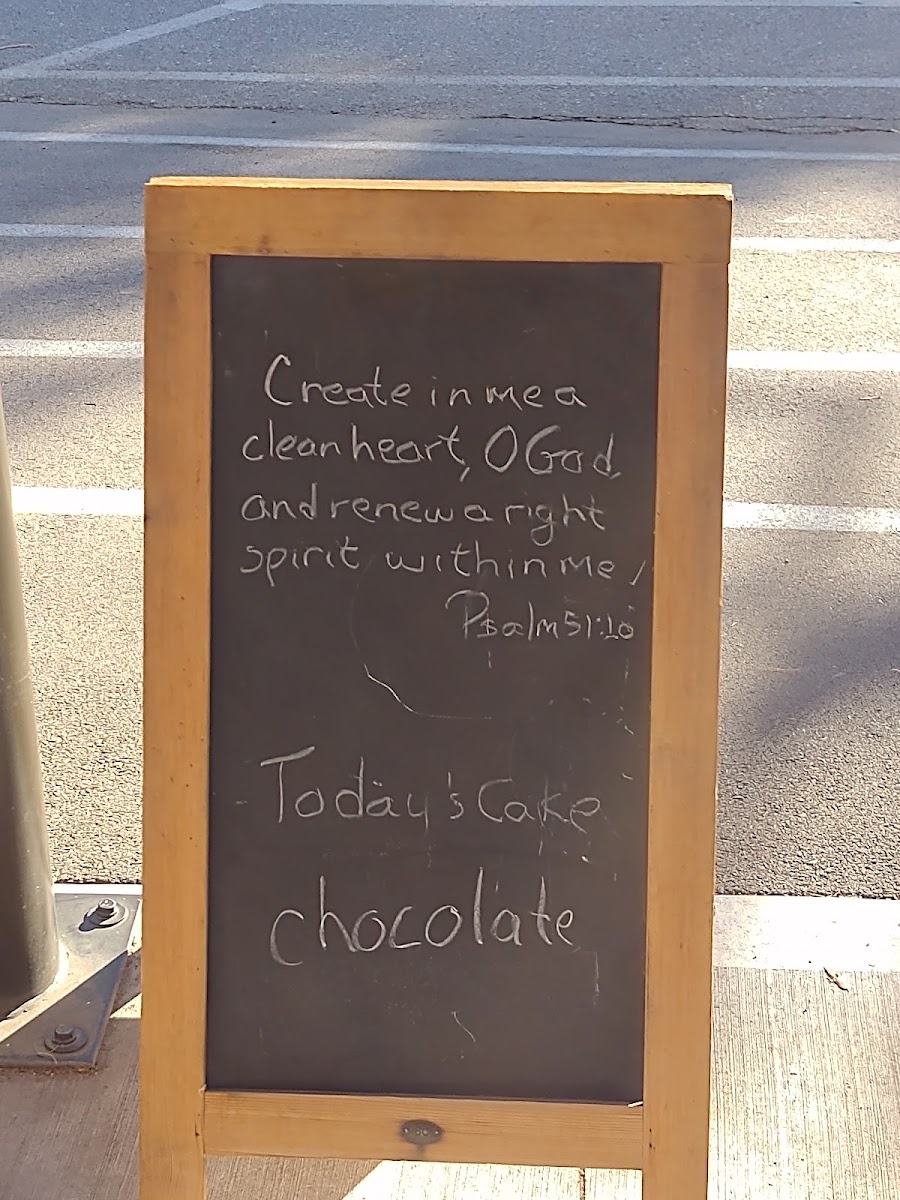 Create in me a
clean heart, O God,
and renew a right
spirit within me /
Psalm 51:10
Today's Cake
chocolate